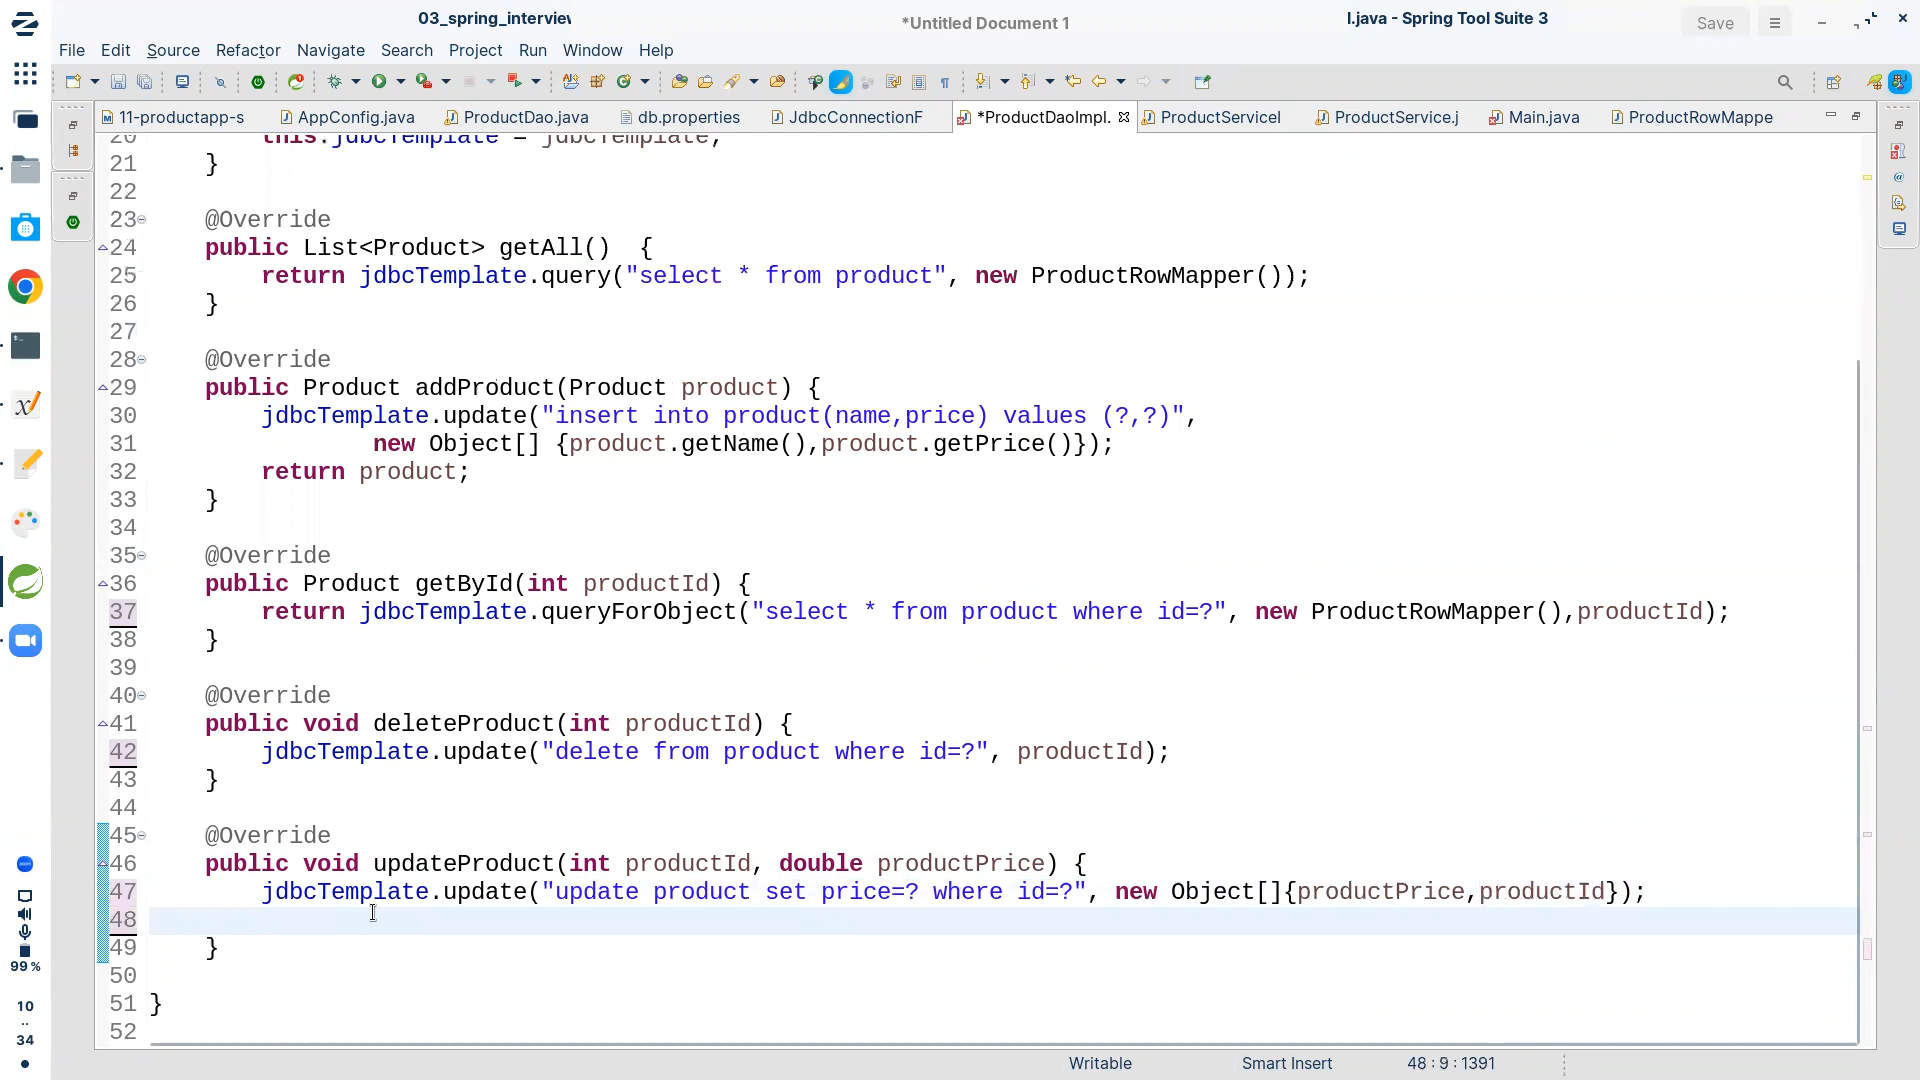 03_spring_interview
*Untitled Document 1
l.java - Spring Tool Suite 3
Save
File Edit Source Refactor Navigate Search Project Run Window Help
11-productapp-s AppConfig.java ProductDao.java db.properties JdbcConnectionF *ProductDaoImpl. ProductServiceI ProductService.j Main.java ProductRowMappe
20 this.jdbcTemplate = jdbcTemplate;
21 }
22
23 @Override
24 public List<Product> getAll()  {
25 return jdbcTemplate.query("select * from product", new ProductRowMapper());
26 }
27
28 @Override
29 public Product addProduct(Product product) {
30 jdbcTemplate.update("insert into product(name,price) values (?,?)",
31 new Object[] {product.getName(),product.getPrice()});
32 return product;
33 }
34
35 @Override
36 public Product getById(int productId) {
37 return jdbcTemplate.queryForObject("select * from product where id=?", new ProductRowMapper(),productId);
38 }
39
40 @Override
41 public void deleteProduct(int productId) {
42 jdbcTemplate.update("delete from product where id=?", productId);
43 }
44
45 @Override
46 public void updateProduct(int productId, double productPrice) {
47 jdbcTemplate.update("update product set price=? where id=?", new Object[]{productPrice,productId});
48
49 }
50
51 }
52
99 %
10
..
34
Writable Smart Insert 48 : 9 : 1391